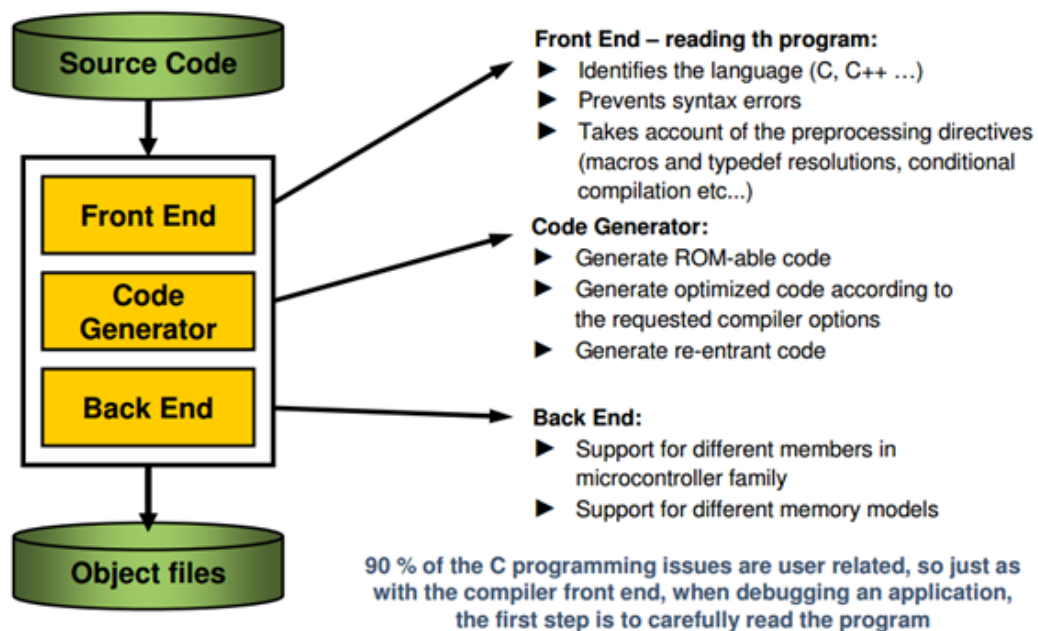 Source Code
Front End
Code
Generator
Back End
Object files
Front End – reading th program:
► Identifies the language (C, C++ …)
► Prevents syntax errors
► Takes account of the preprocessing directives
(macros and typedef resolutions, conditional
compilation etc...)
Code Generator:
► Generate ROM-able code
► Generate optimized code according to
the requested compiler options
► Generate re-entrant code
Back End:
► Support for different members in
microcontroller family
► Support for different memory models
90 % of the C programming issues are user related, so just as
with the compiler front end, when debugging an application,
the first step is to carefully read the program